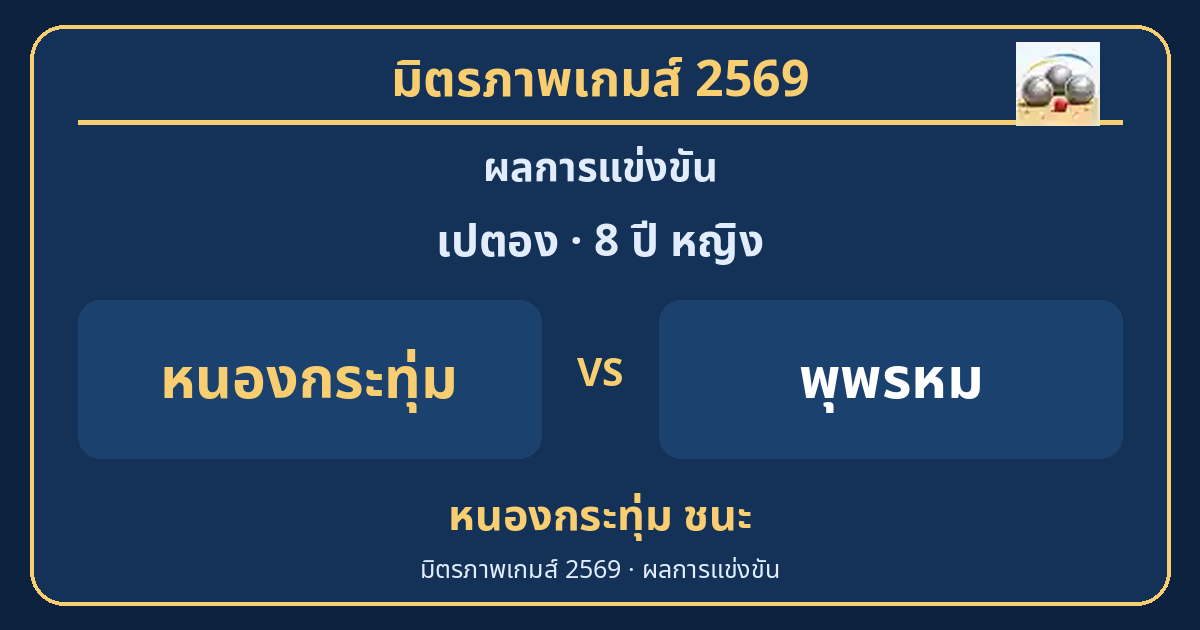 มิตรภาพเกมส์ 2569
ผลการแข่งขัน
เปตอง · 8 ปี หญิง
หนองกระทุ่ม
VS
พุพรหม
หนองกระทุ่ม ชนะ
มิตรภาพเกมส์ 2569 · ผลการแข่งขัน